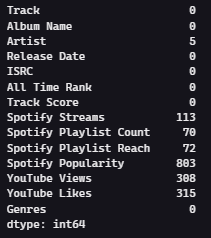 Track 0
Album Name 0
Artist 5
Release Date 0
ISRC 0
All Time Rank 0
Track Score 0
Spotify Streams 113
Spotify Playlist Count 70
Spotify Playlist Reach 72
Spotify Popularity 803
YouTube Views 308
YouTube Likes 315
Genres 0
dtype: int64